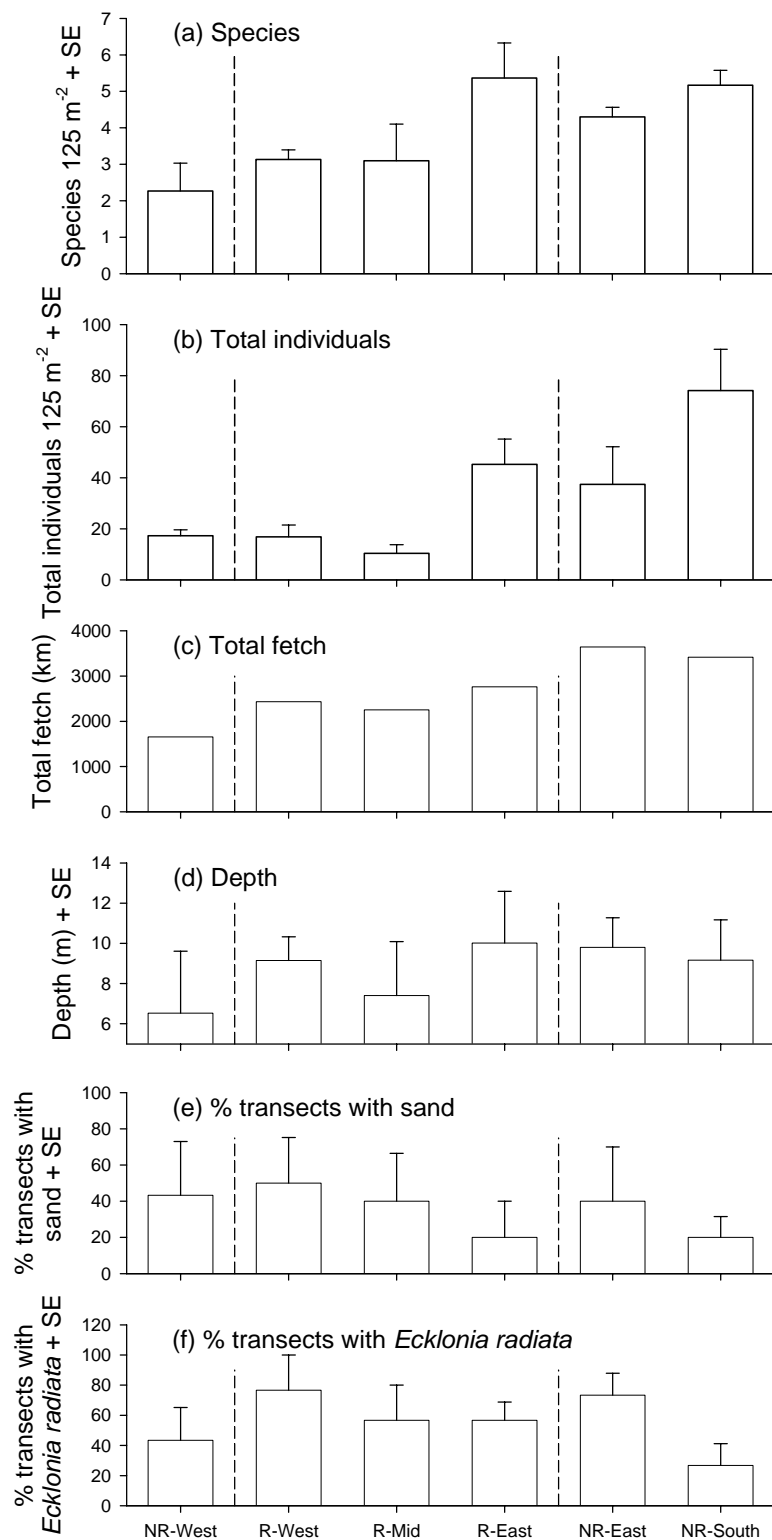 (a) Species
Species 125 m⁻² + SE
7
6
5
4
3
2
1
0
(b) Total individuals
Total individuals 125 m⁻² + SE
100
80
60
40
20
0
(c) Total fetch
Total fetch (km)
4000
3000
2000
1000
0
(d) Depth
Depth (m) + SE
14
12
10
8
6
(e) % transects with sand
% transects with
sand + SE
100
80
60
40
20
0
(f) % transects with Ecklonia radiata
% transects with
Ecklonia radiata + SE
120
100
80
60
40
20
0
NR-West R-West R-Mid R-East NR-East NR-South